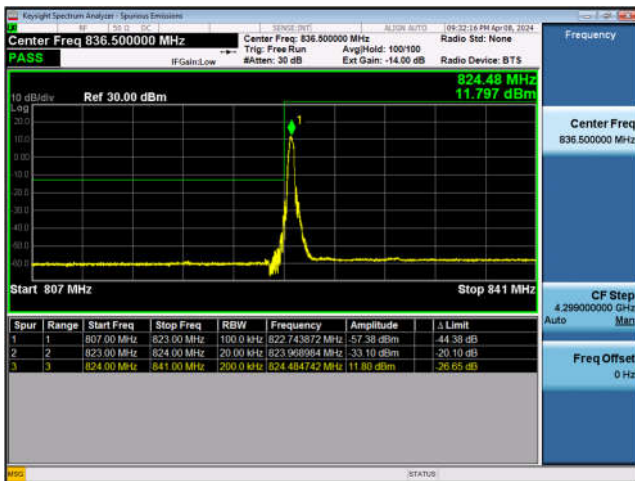 Keysight Spectrum Analyzer - Spurious Emissions
RF 50 Ω DC SENSE:INT ALIGN AUTO 09:32:16 PM Apr 08, 2024
Center Freq 836.500000 MHz
Center Freq: 836.500000 MHz
Radio Std: None
PASS
IFGain:Low
Trig: Free Run
Avg|Hold: 100/100
#Atten: 30 dB
Ext Gain: -14.00 dB
Radio Device: BTS
824.48 MHz
11.797 dBm
10 dB/div
Ref 30.00 dBm
Log
20.0
10.0
0.00
-10.0
-20.0
-30.0
-40.0
-50.0
-60.0
1
Start 807 MHz
Stop 841 MHz
Spur Range Start Freq Stop Freq RBW Frequency Amplitude Δ Limit
1 1 807.00 MHz 823.00 MHz 100.0 kHz 822.743872 MHz -57.38 dBm -44.38 dB
2 2 823.00 MHz 824.00 MHz 20.00 kHz 823.968984 MHz -33.10 dBm -20.10 dB
3 3 824.00 MHz 841.00 MHz 200.0 kHz 824.484742 MHz 11.80 dBm -26.65 dB
MSG
STATUS
Frequency
Center Freq
836.500000 MHz
CF Step
4.299000000 GHz
Auto Man
Freq Offset
0 Hz